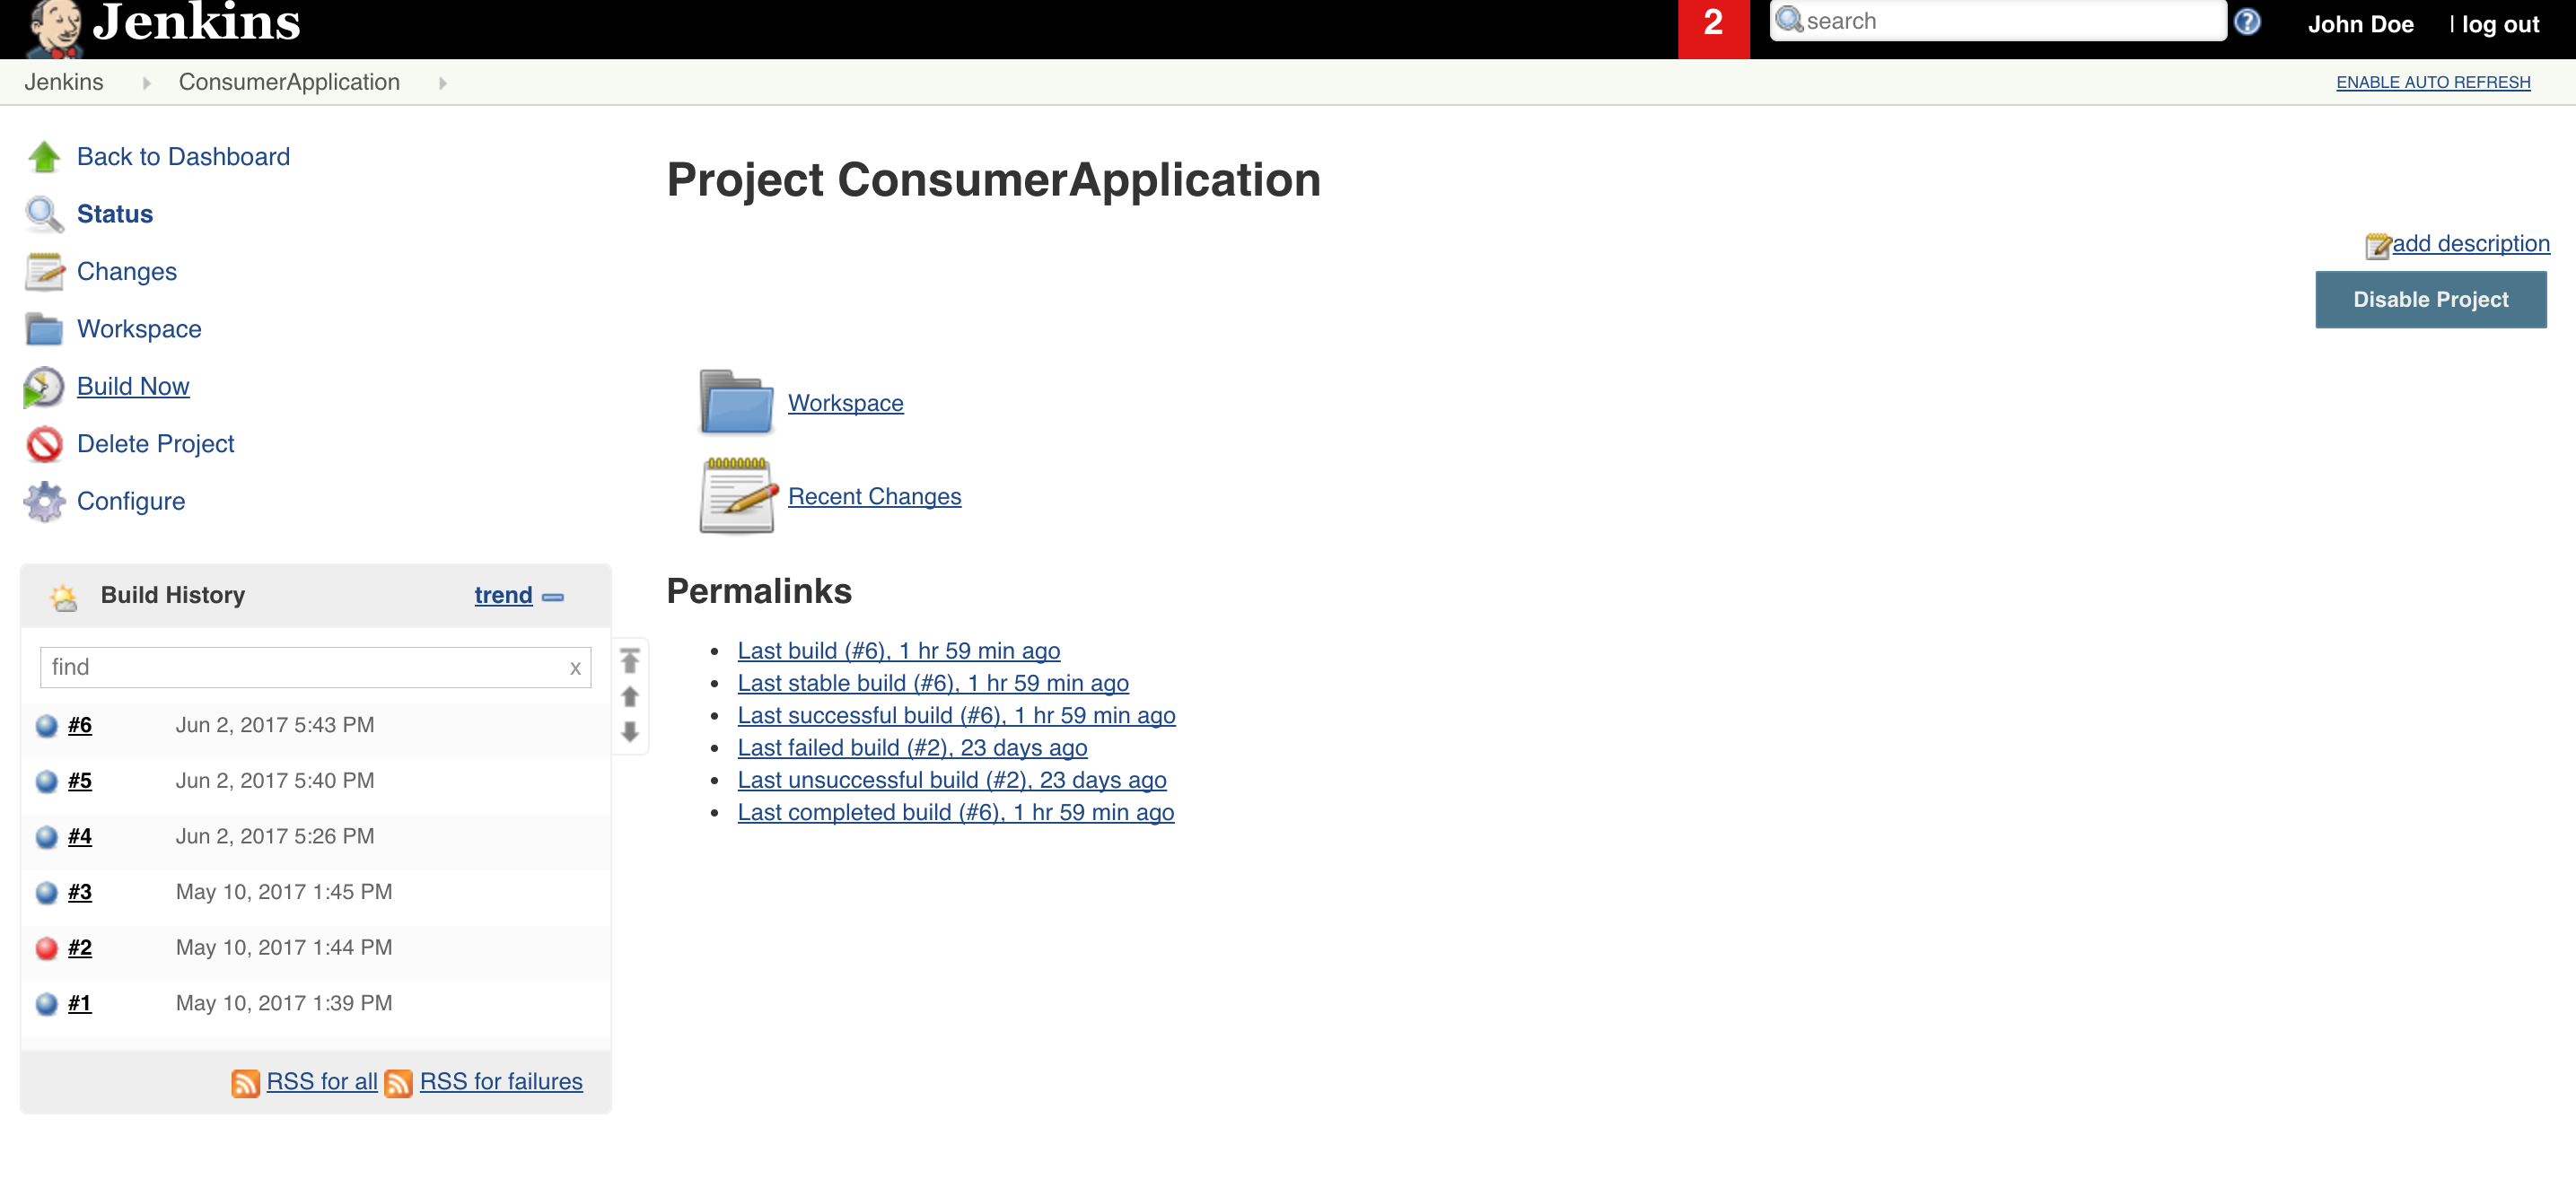 Jenkins
2
search
John Doe
| log out
Jenkins
ConsumerApplication
ENABLE AUTO REFRESH
Back to Dashboard
Status
Changes
Workspace
Build Now
Delete Project
Configure
Build History
trend
find
x
#6 Jun 2, 2017 5:43 PM
#5 Jun 2, 2017 5:40 PM
#4 Jun 2, 2017 5:26 PM
#3 May 10, 2017 1:45 PM
#2 May 10, 2017 1:44 PM
#1 May 10, 2017 1:39 PM
RSS for all RSS for failures
Project ConsumerApplication
add description
Disable Project
Workspace
Recent Changes
Permalinks
Last build (#6), 1 hr 59 min ago
Last stable build (#6), 1 hr 59 min ago
Last successful build (#6), 1 hr 59 min ago
Last failed build (#2), 23 days ago
Last unsuccessful build (#2), 23 days ago
Last completed build (#6), 1 hr 59 min ago